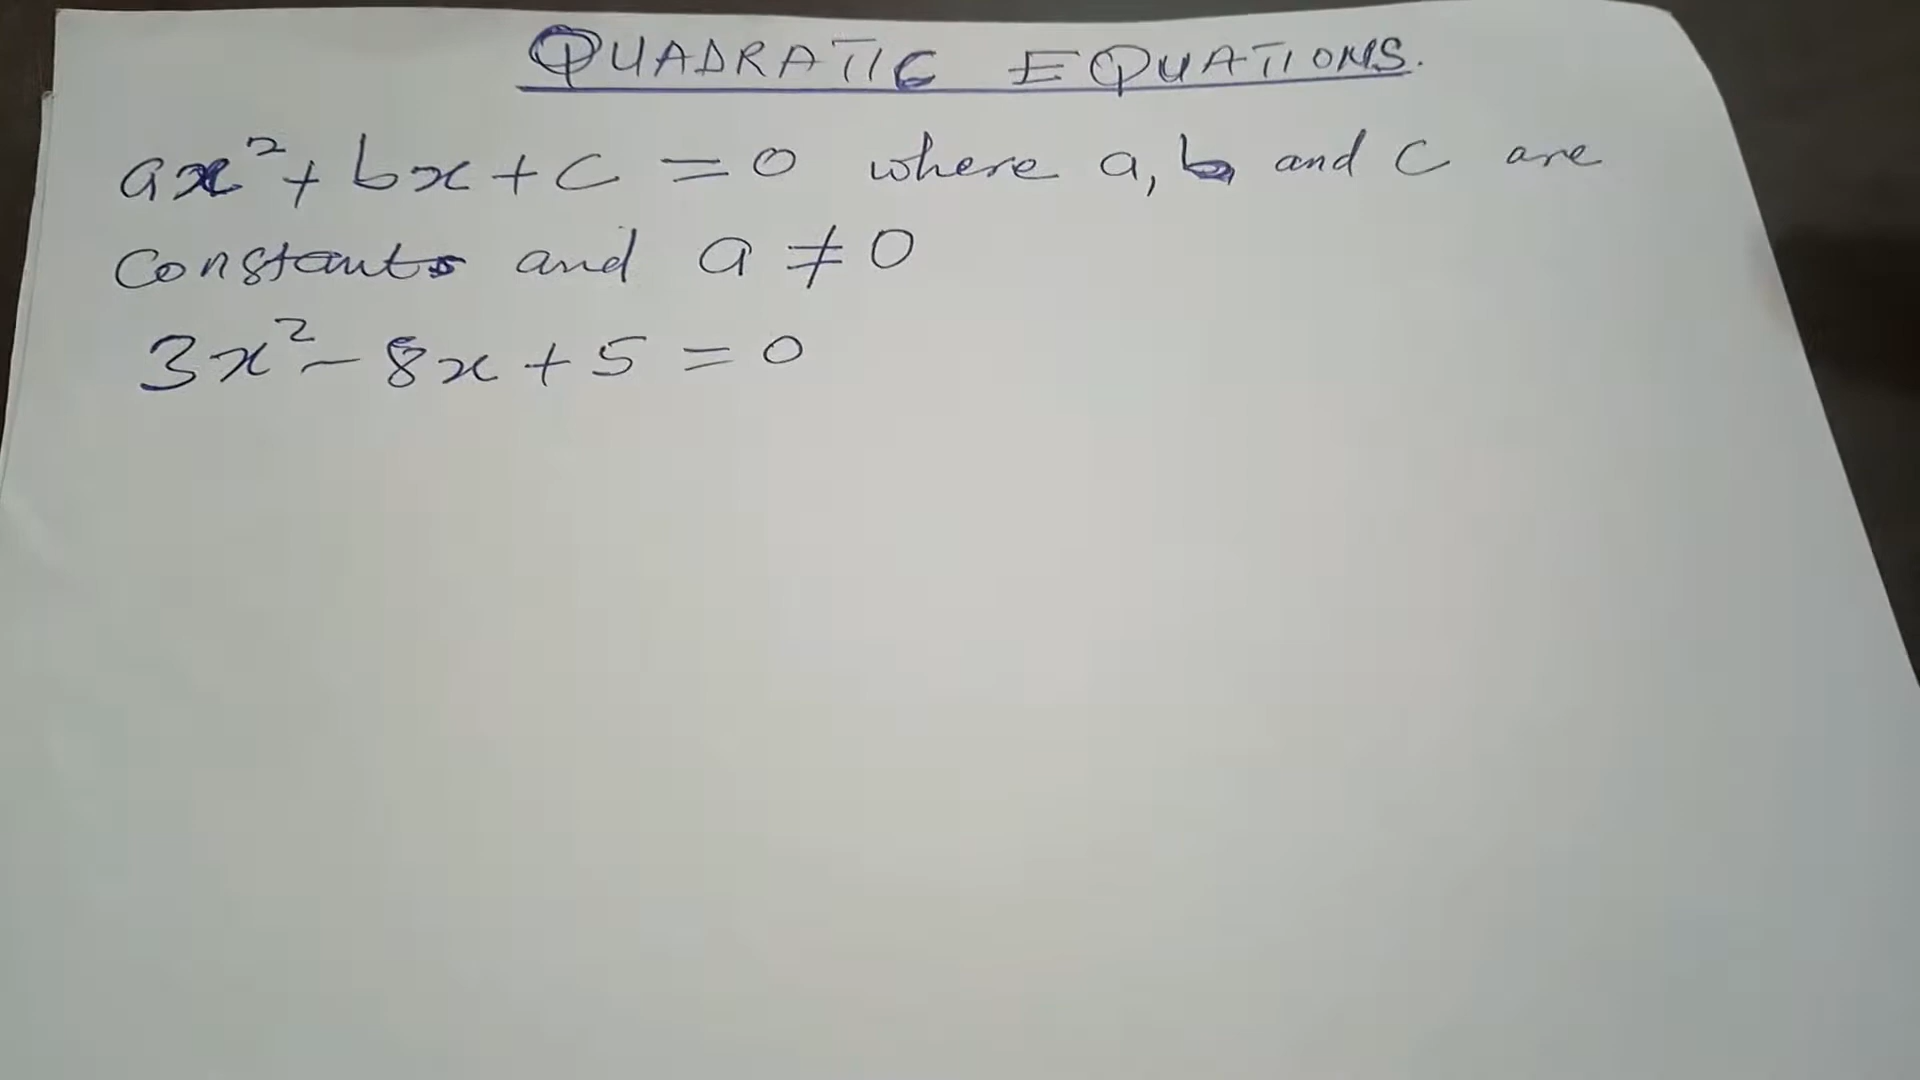 QUADRATIC EQUATIONS.
ax² + bx + c = 0 where a, b and c are
constants and a ≠ 0
3x² - 8x + 5 = 0